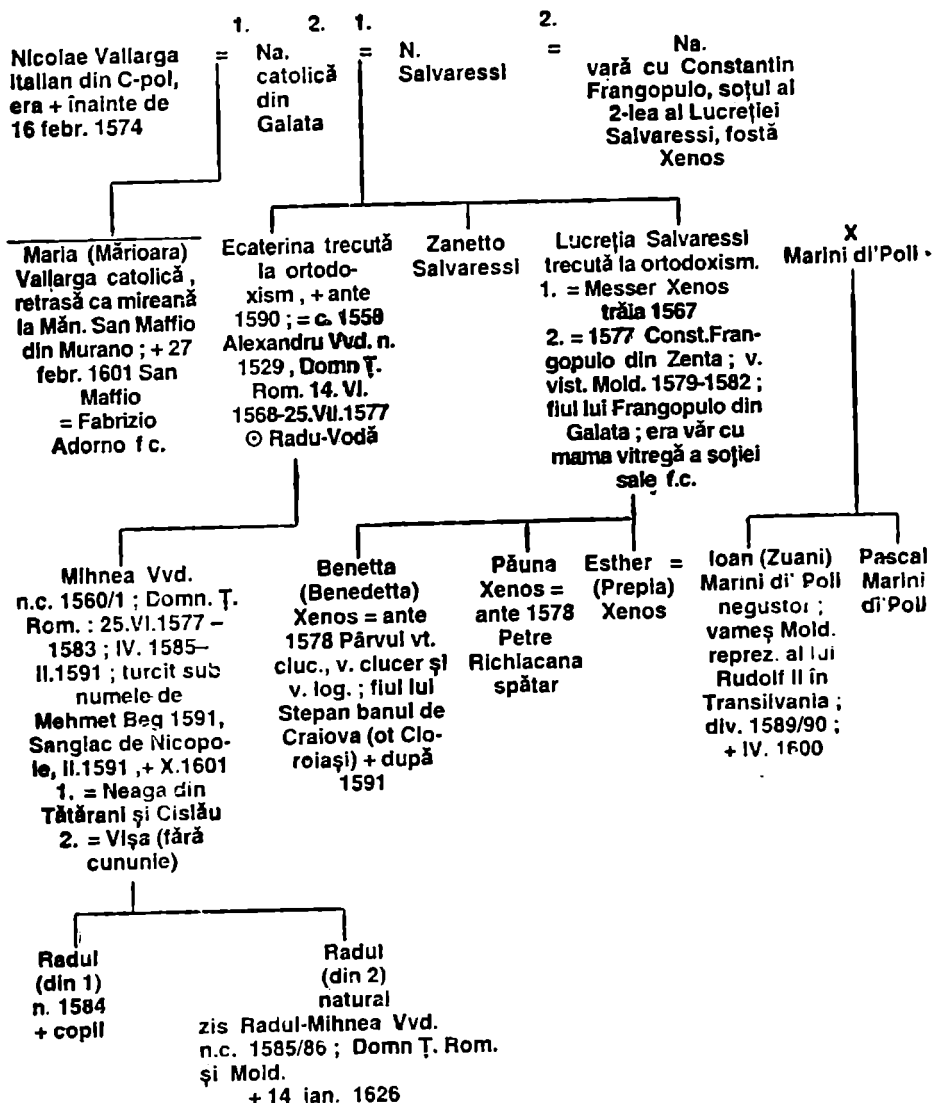 1. 2. 1. 2.
Nicolae Vallarga
Italian din C-pol,
era + înainte de
16 febr. 1574
=
Na.
catolică
din
Galata
=
N.
Salvaressi
=
Na.
vară cu Constantin
Frangopulo, soțul al
2-lea al Lucreției
Salvaressi, fostă
Xenos
Maria (Mărioara)
Vallarga catolică,
retrasă ca mireană
la Măn. San Maffio
din Murano ; + 27
febr. 1601 San
Maffio
= Fabrizio
Adorno f c.
Ecaterina trecută
la ortodo-
xism , + ante
1590 ; = c. 1558
Alexandru Vvd. n.
1529 , Domn Ț.
Rom. 14. VI.
1568-25.VII.1577
⊙ Radu-Vodă
Zanetto
Salvaressi
Lucreția Salvaressi
trecută la ortodoxism.
1. = Messer Xenos
trăia 1567
2. = 1577 Const.Fran-
gopulo din Zenta ; v.
vist. Mold. 1579-1582 ;
fiul lui Frangopulo din
Galata ; era văr cu
mama vitregă a soției
sale f.c.
X
Marini di'Poli
Mihnea Vvd.
n.c. 1560/1 ; Domn. Ț.
Rom. : 25.VI.1577 –
1583 ; IV. 1585–
II.1591 ; turcit sub
numele de
Mehmet Beg 1591,
Sangiac de Nicopo-
le, II.1591 ,+ X.1601
1. = Neaga din
Tătărani și Cislău
2. = Vișa (fără
cununie)
Benetta
(Benedetta)
Xenos = ante
1578 Pârvul vt.
cluc., v. clucer și
v. log. ; fiul lui
Stepan banul de
Craiova (ot Clo-
roiași) + după
1591
Păuna
Xenos =
ante 1578
Petre
Richiacana
spătar
Esther =
(Prepia)
Xenos
Ioan (Zuani)
Marini di' Poli
negustor ;
vameș Mold.
reprez. al lui
Rudolf II în
Transilvania ;
div. 1589/90 ;
+ IV. 1600
Pascal
Marini
di'Poli
Radul
(din 1)
n. 1584
+ copil
Radul
(din 2)
natural
zis Radul-Mihnea Vvd.
n.c. 1585/86 ; Domn Ț. Rom.
și Mold.
+ 14 ian. 1626